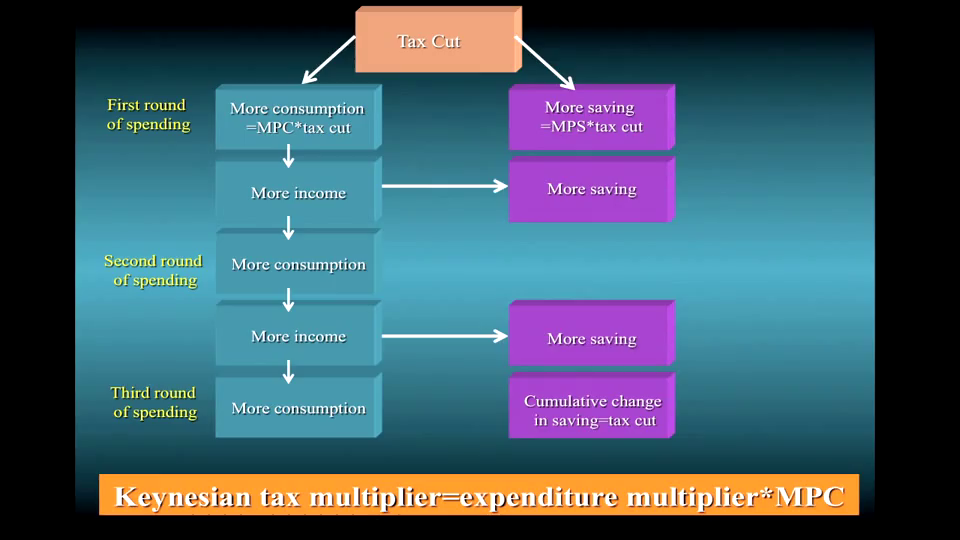 Tax Cut
First round
of spending
More consumption
=MPC*tax cut
More saving
=MPS*tax cut
More income
More saving
Second round
of spending
More consumption
More income
More saving
Third round
of spending
More consumption
Cumulative change
in saving=tax cut
Keynesian tax multiplier=expenditure multiplier*MPC